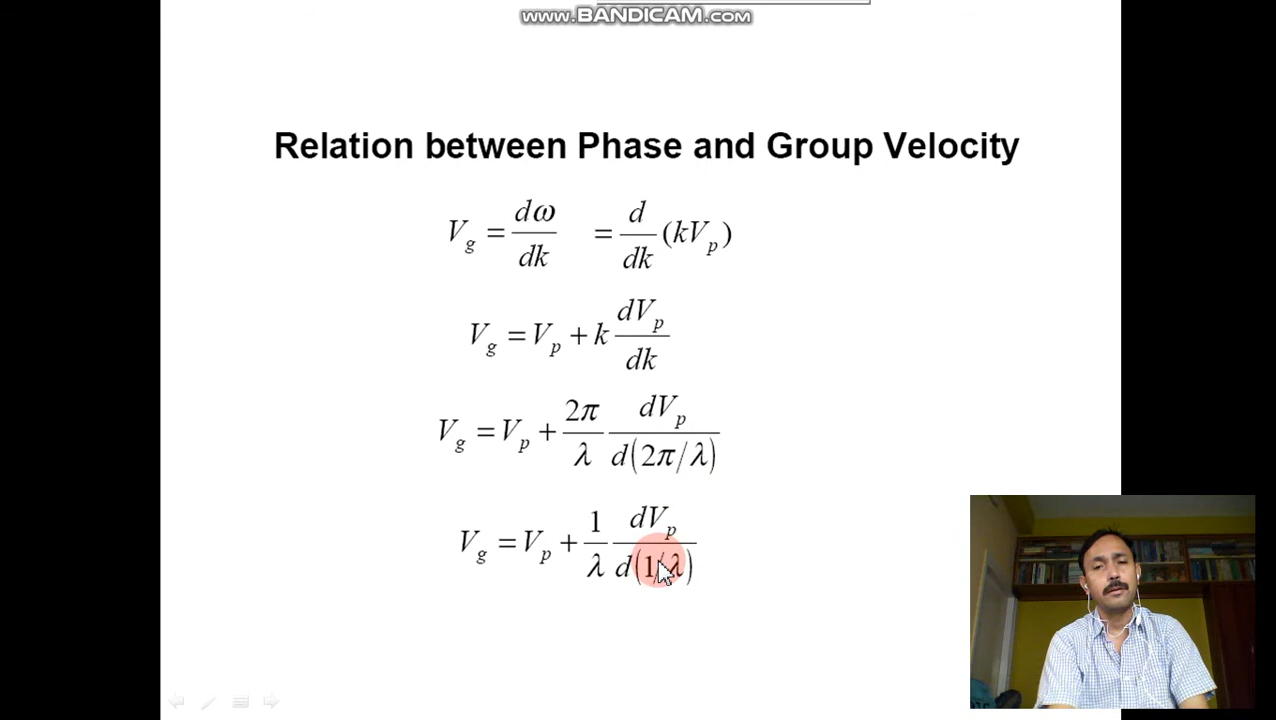 www.BANDICAM.com
Relation between Phase and Group Velocity
V_g = dω/dk = d/dk (kV_p)
V_g = V_p + k dV_p/dk
V_g = V_p + 2π/λ dV_p/d(2π/λ)
V_g = V_p + 1/λ dV_p/d(1/λ)